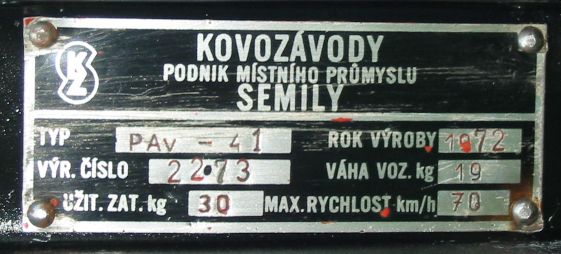 KZ
KOVOZÁVODY
PODNIK MÍSTNÍHO PRŮMYSLU
SEMILY
TYP PAV - 41 ROK VÝROBY 1972
VÝR. ČÍSLO 2273 VÁHA VOZ. kg 19
UŽIT. ZAT. kg 30 MAX. RYCHLOST km/h 70